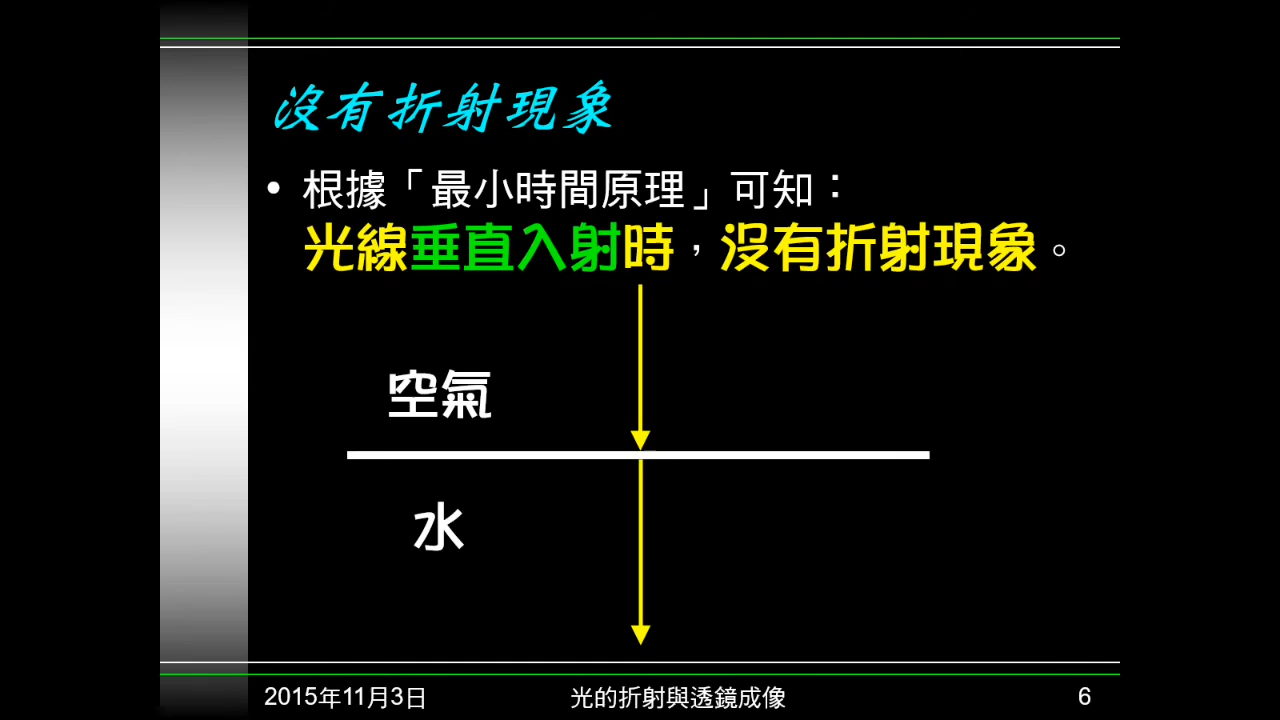 沒有折射現象
• 根據「最小時間原理」可知：
光線垂直入射時，沒有折射現象。
空氣
水
2015年11月3日 光的折射與透鏡成像 6